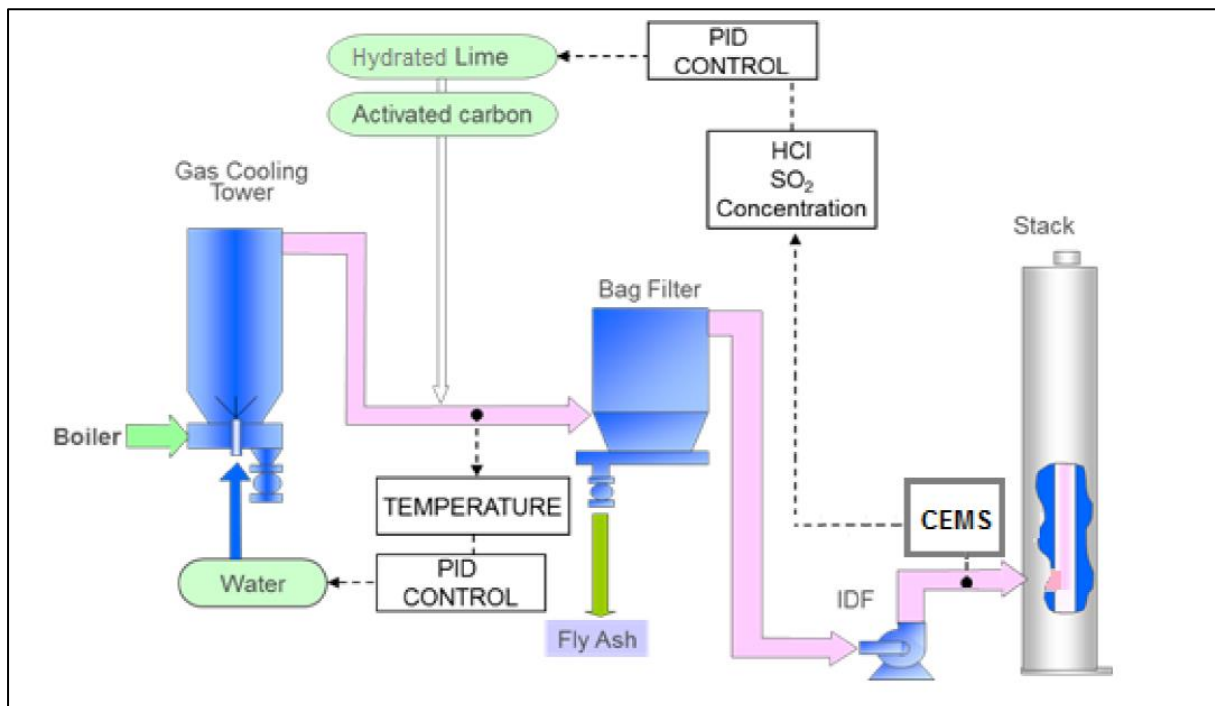 Hydrated Lime
PID
CONTROL
Activated carbon
HCl
SO₂
Concentration
Gas Cooling
Tower
Stack
Bag Filter
Boiler
TEMPERATURE
CEMS
PID
CONTROL
Water
IDF
Fly Ash